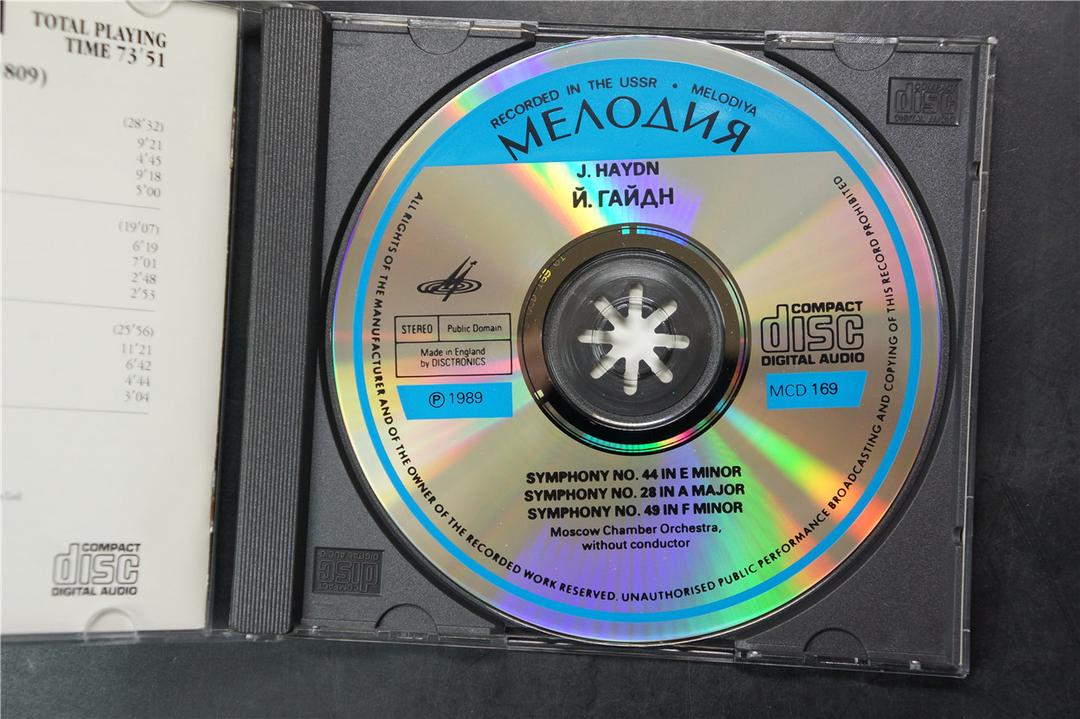 TOTAL PLAYING
TIME 73'51
809)
(28'32)
9'21
4'45
9'18
5'00
(19'07)
6'19
7'01
2'48
2'53
(25'56)
11'21
6'42
4'44
3'04
COMPACT
disc
DIGITAL AUDIO
RECORDED IN THE USSR • MELODIYA
МЕЛОДИЯ
J. HAYDN
Й. ГАЙДН
STEREO
Public Domain
Made in England
by DISCTRONICS
℗ 1989
COMPACT
disc
DIGITAL AUDIO
MCD 169
SYMPHONY NO. 44 IN E MINOR
SYMPHONY NO. 28 IN A MAJOR
SYMPHONY NO. 49 IN F MINOR
Moscow Chamber Orchestra,
without conductor
ALL RIGHTS OF THE MANUFACTURER AND OF THE OWNER OF THE RECORDED WORK RESERVED. UNAUTHORISED PUBLIC PERFORMANCE BROADCASTING AND COPYING OF THIS RECORD PROHIBITED
COMPACT
disc
DIGITAL AUDIO
COMPACT
disc
DIGITAL AUDIO